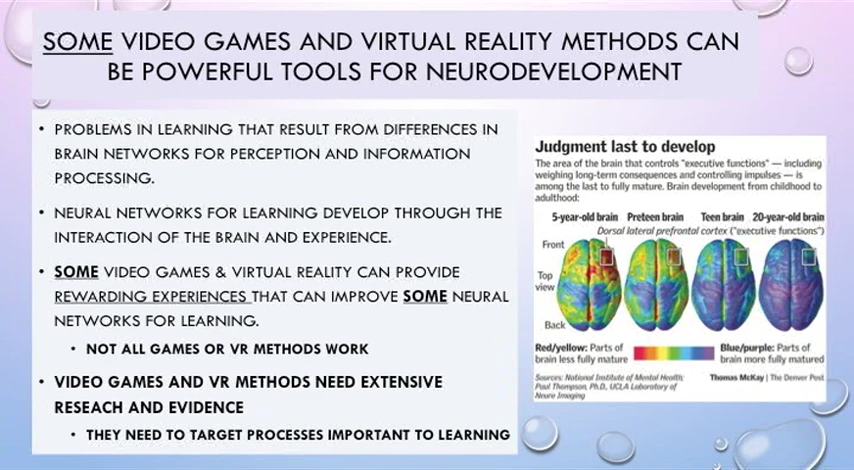 SOME VIDEO GAMES AND VIRTUAL REALITY METHODS CAN
BE POWERFUL TOOLS FOR NEURODEVELOPMENT
• PROBLEMS IN LEARNING THAT RESULT FROM DIFFERENCES IN
BRAIN NETWORKS FOR PERCEPTION AND INFORMATION
PROCESSING.
• NEURAL NETWORKS FOR LEARNING DEVELOP THROUGH THE
INTERACTION OF THE BRAIN AND EXPERIENCE.
• SOME VIDEO GAMES & VIRTUAL REALITY CAN PROVIDE
REWARDING EXPERIENCES THAT CAN IMPROVE SOME NEURAL
NETWORKS FOR LEARNING.
• NOT ALL GAMES OR VR METHODS WORK
• VIDEO GAMES AND VR METHODS NEED EXTENSIVE
RESEACH AND EVIDENCE
• THEY NEED TO TARGET PROCESSES IMPORTANT TO LEARNING
Judgment last to develop
The area of the brain that controls "executive functions" — including
weighing long-term consequences and controlling impulses — is
among the last to fully mature. Brain development from childhood to
adulthood:
5-year-old brain Preteen brain Teen brain 20-year-old brain
Dorsal lateral prefrontal cortex ("executive functions")
Front
Top
view
Back
Red/yellow: Parts of
brain less fully mature
Blue/purple: Parts of
brain more fully matured
Sources: National Institute of Mental Health;
Paul Thompson, Ph.D., UCLA Laboratory of
Neuro Imaging
Thomas McKay | The Denver Post